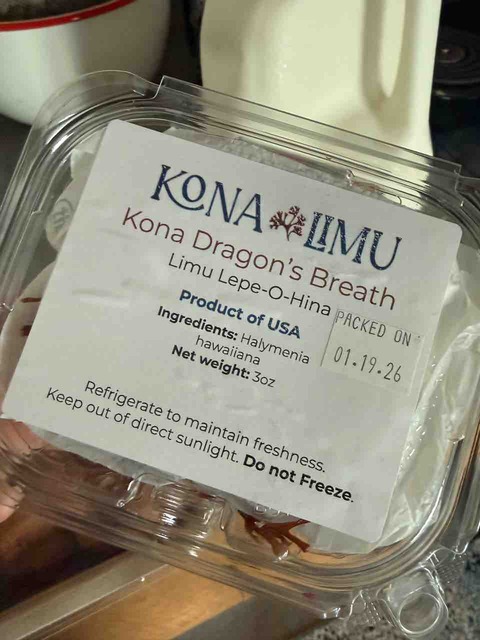 KONA LIMU
Kona Dragon's Breath
Limu Lepe-O-Hina
Product of USA
Ingredients: Halymenia
hawaiiana
Net weight: 3oz
PACKED ON
01.19.26
Refrigerate to maintain freshness.
Keep out of direct sunlight. Do not Freeze.